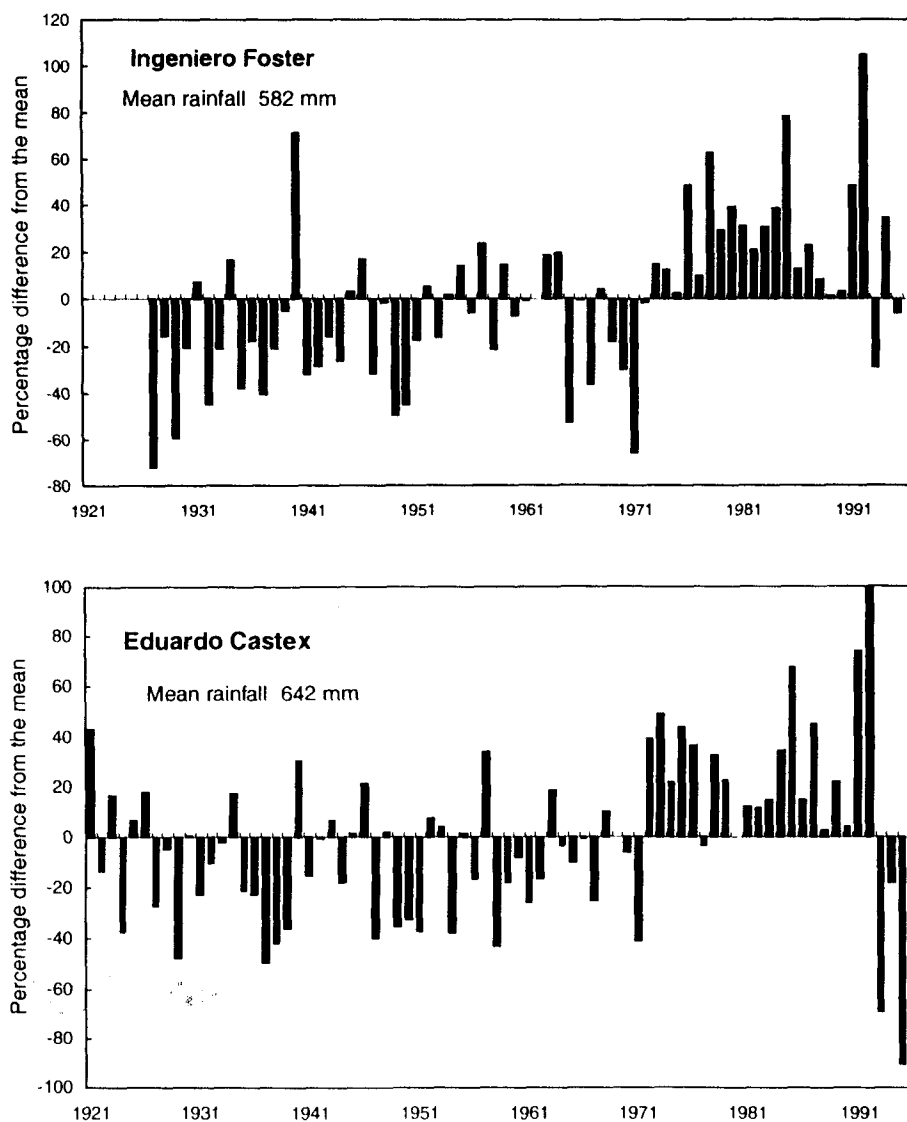 120
Ingeniero Foster
100
Mean rainfall 582 mm
80
60
40
20
0
-20
-40
-60
-80
Percentage difference from the mean
1921 1931 1941 1951 1961 1971 1981 1991
100
80
Eduardo Castex
60
Mean rainfall 642 mm
40
20
0
-20
-40
-60
-80
-100
Percentage difference from the mean
1921 1931 1941 1951 1961 1971 1981 1991